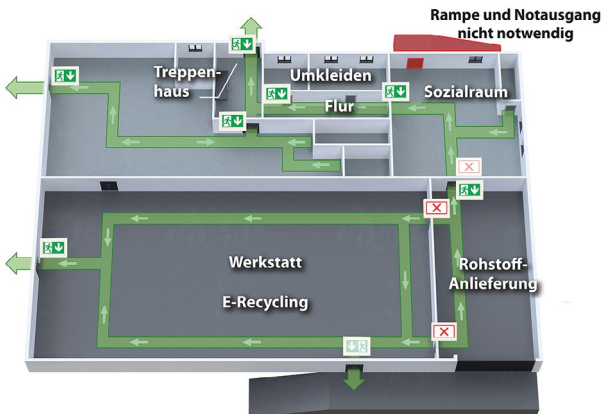 Rampe und Notausgang
nicht notwendig
Treppen-
haus
Umkleiden
Flur
Sozialraum
Werkstatt
E-Recycling
Rohstoff-
Anlieferung